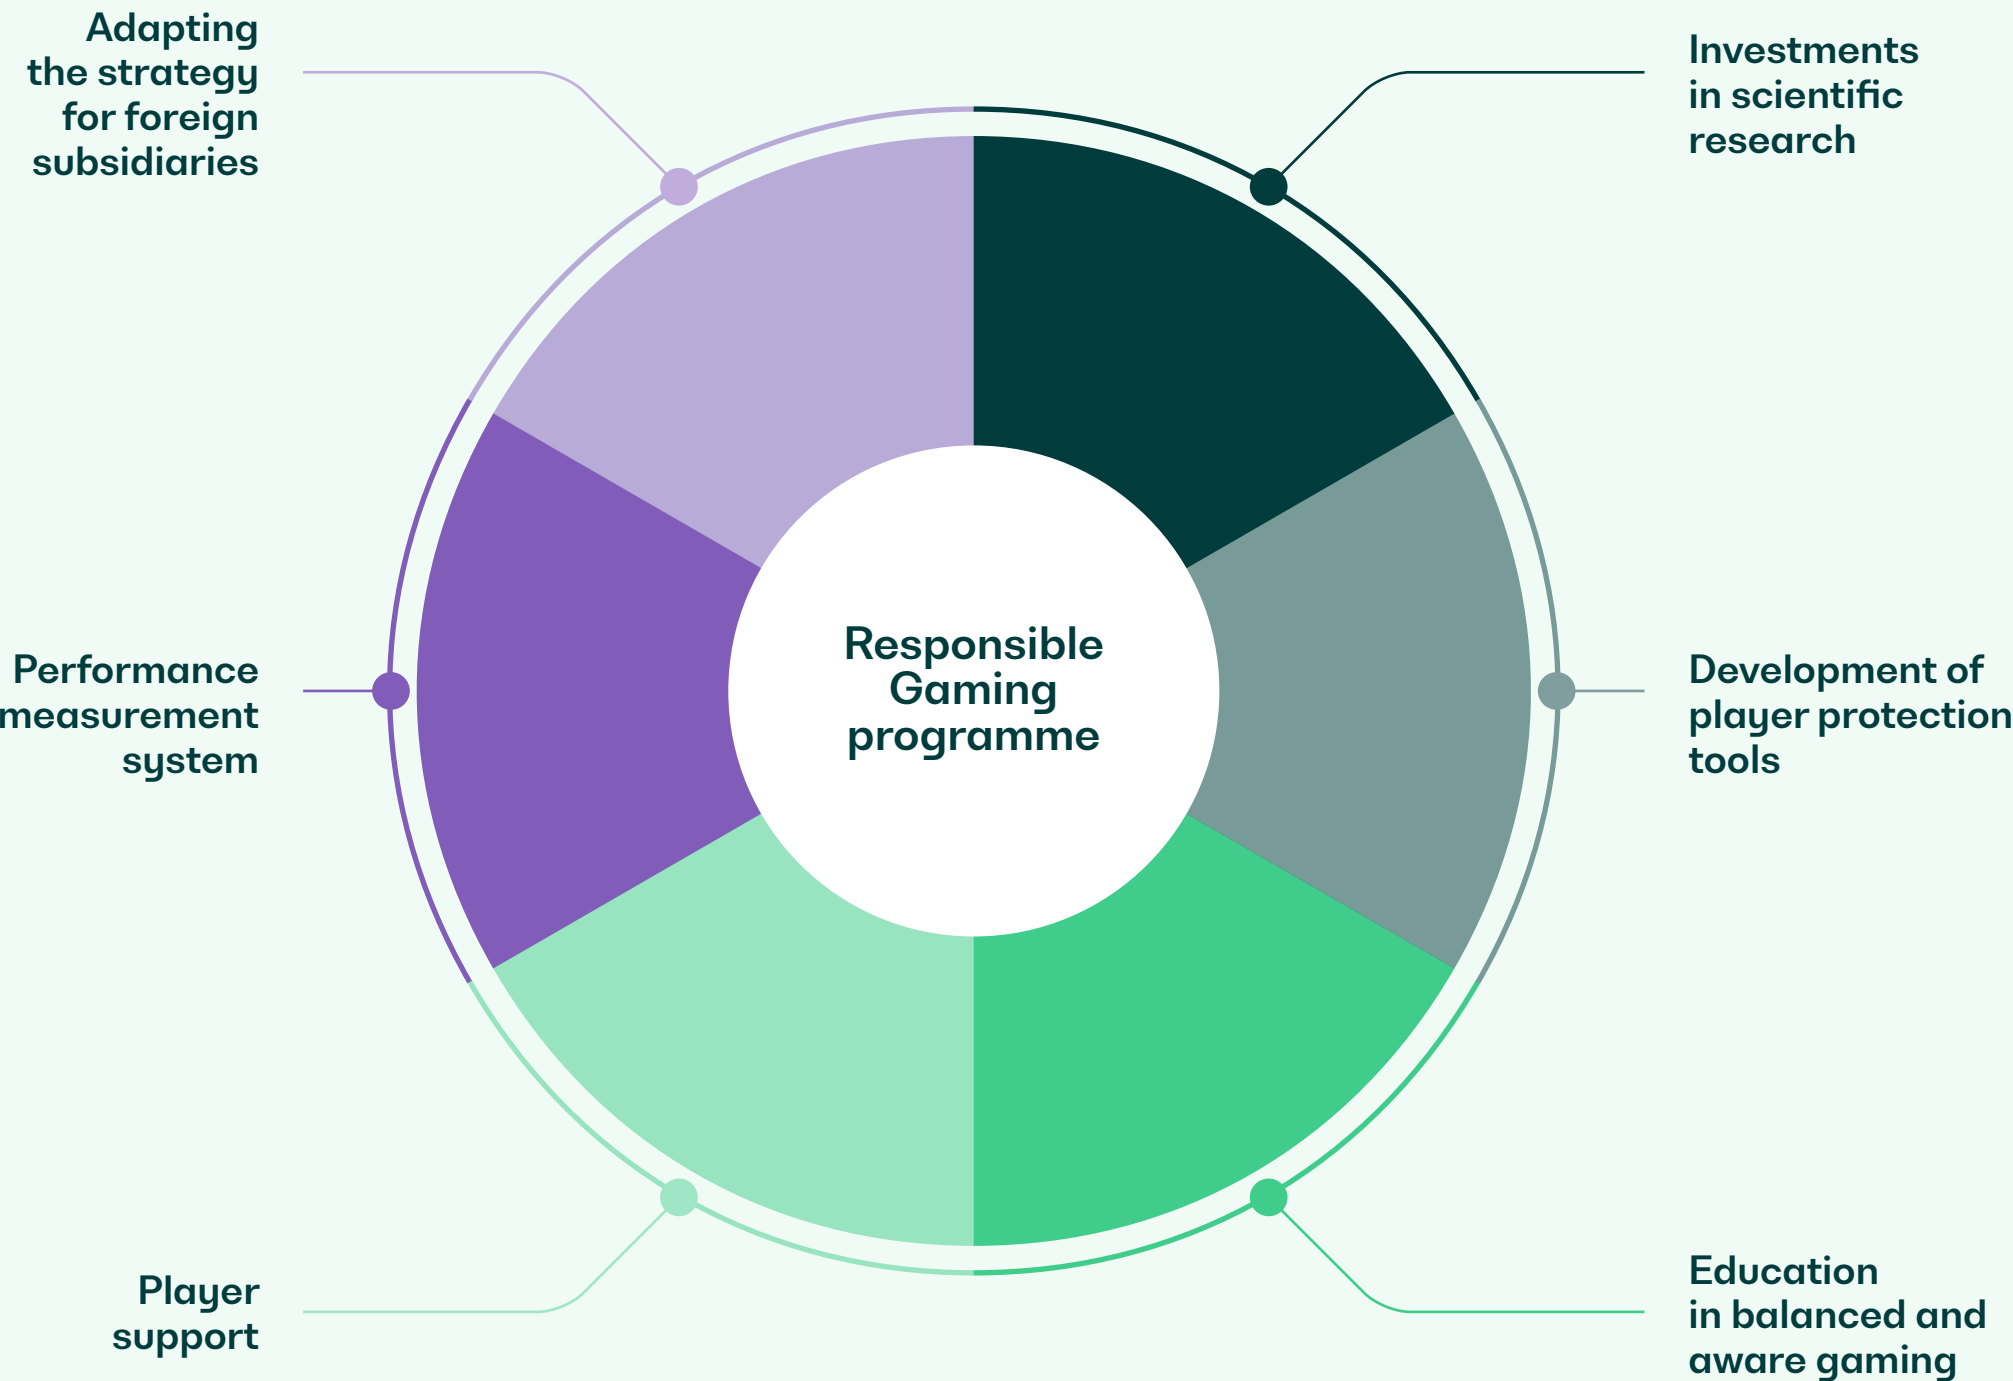 Adapting
the strategy
for foreign
subsidiaries
Investments
in scientific
research
Performance
measurement
system
Responsible
Gaming
programme
Development of
player protection
tools
Player
support
Education
in balanced and
aware gaming